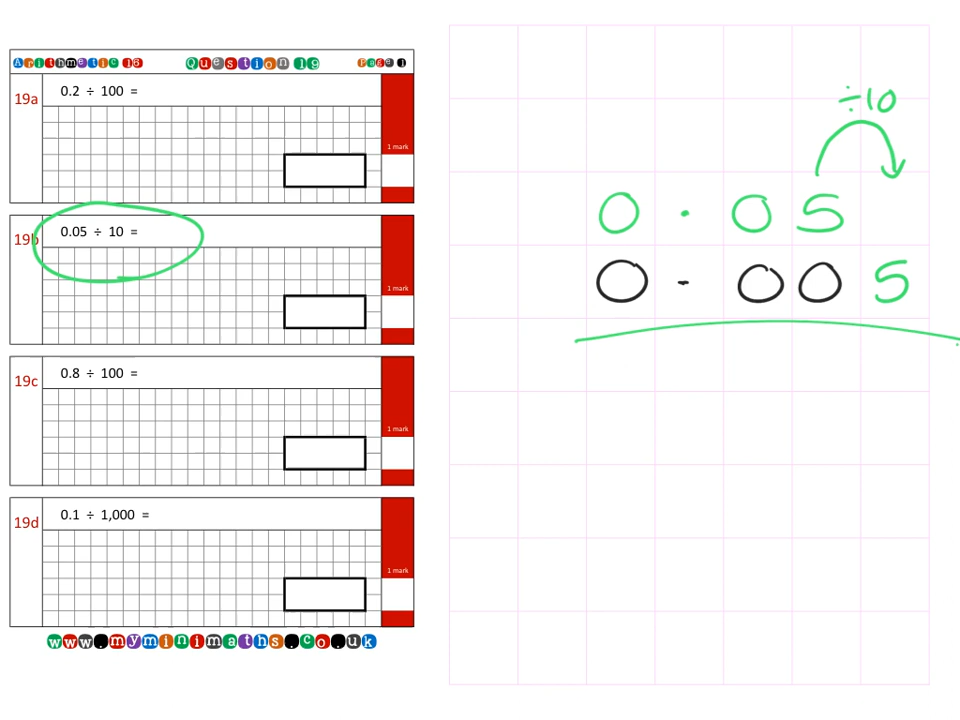 Arithmetic 16 Question 19 Page 1
19a 0.2 ÷ 100 =
1 mark
19b 0.05 ÷ 10 =
1 mark
19c 0.8 ÷ 100 =
1 mark
19d 0.1 ÷ 1,000 =
1 mark
www.myminimaths.co.uk
÷10
0.05
0.005